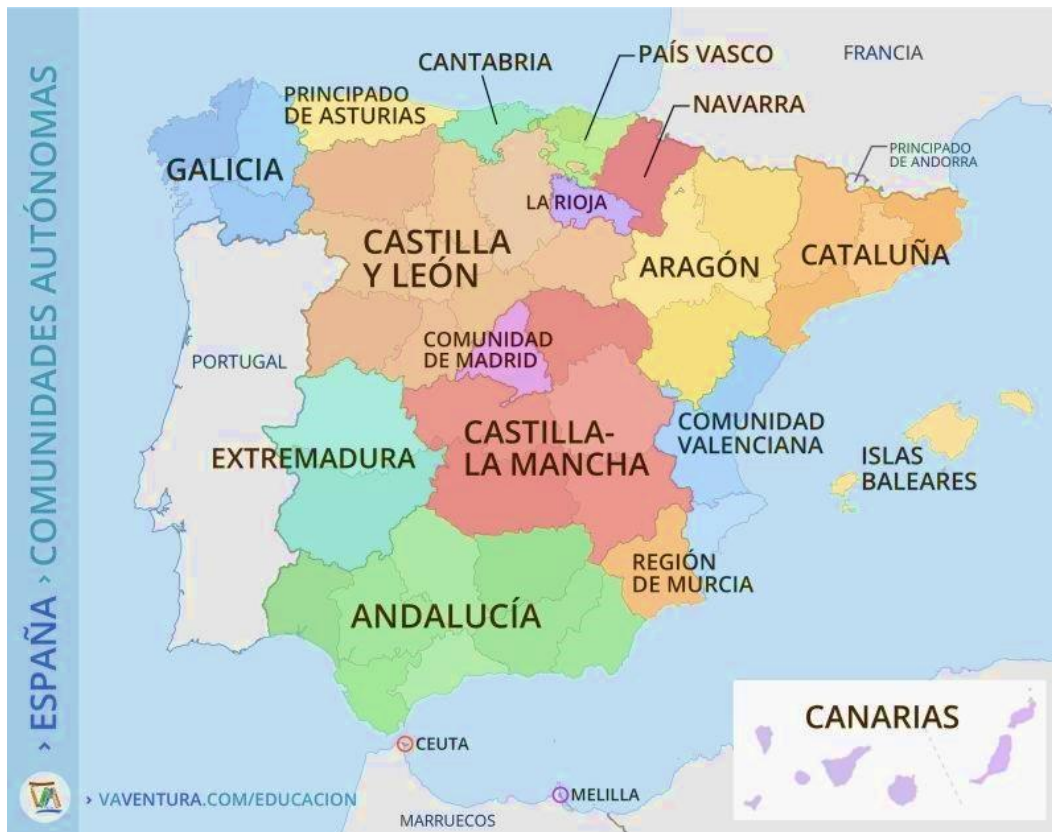 › ESPAÑA › COMUNIDADES AUTÓNOMAS
CANTABRIA
PAÍS VASCO
FRANCIA
PRINCIPADO
DE ASTURIAS
NAVARRA
GALICIA
PRINCIPADO
DE ANDORRA
LA RIOJA
CASTILLA
Y LEÓN
ARAGÓN
CATALUÑA
COMUNIDAD
DE MADRID
PORTUGAL
CASTILLA-
LA MANCHA
COMUNIDAD
VALENCIANA
EXTREMADURA
ISLAS
BALEARES
REGIÓN
DE MURCIA
ANDALUCÍA
CANARIAS
CEUTA
MELILLA
MARRUECOS
› VAVENTURA.COM/EDUCACION